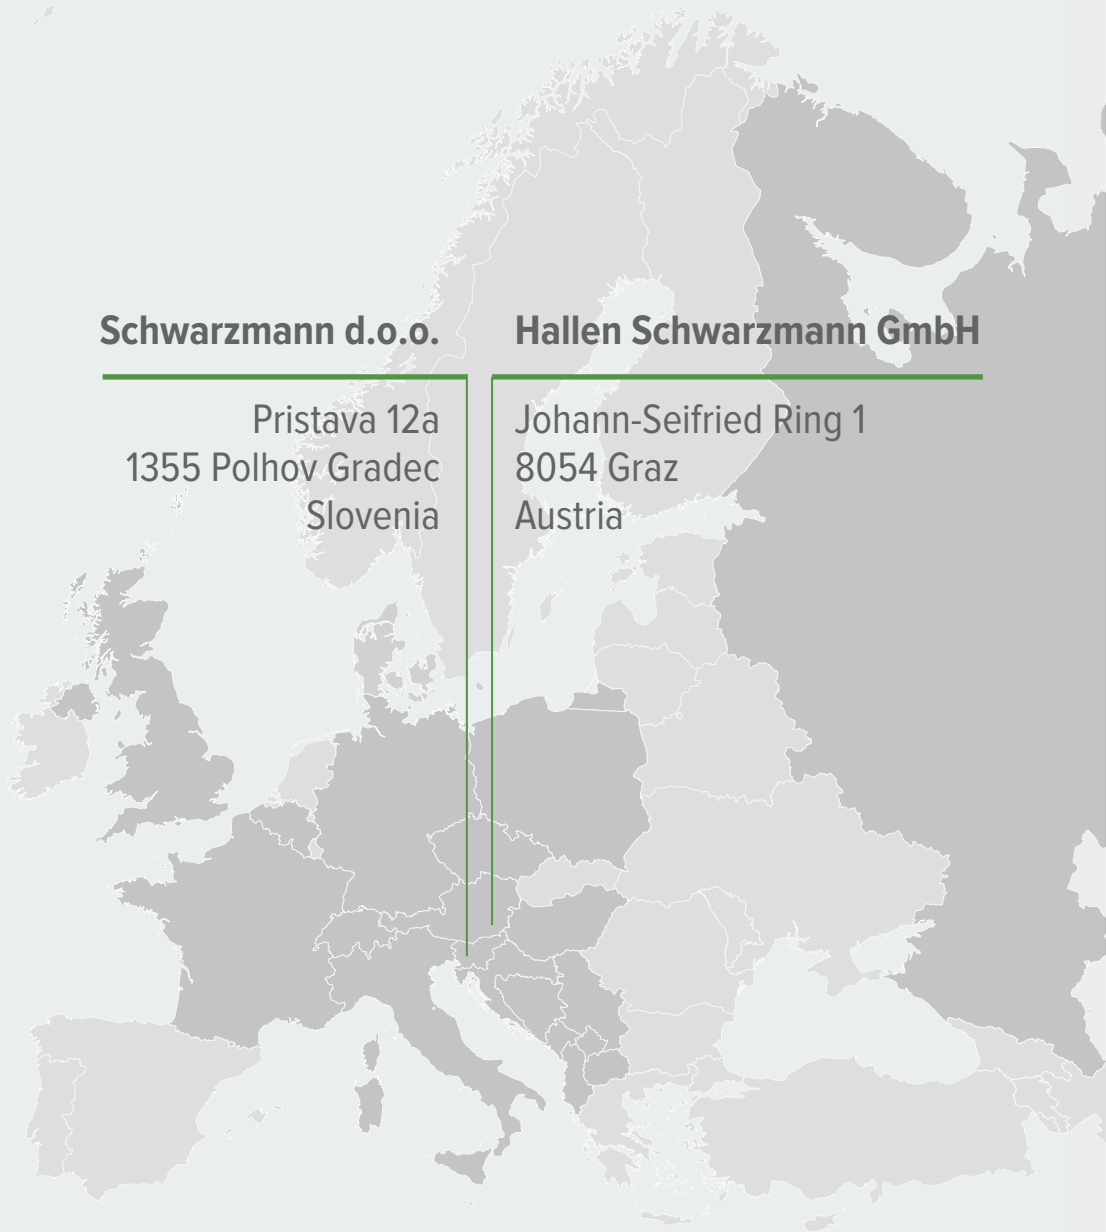 Schwarzmann d.o.o.
Pristava 12a
1355 Polhov Gradec
Slovenia
Hallen Schwarzmann GmbH
Johann-Seifried Ring 1
8054 Graz
Austria